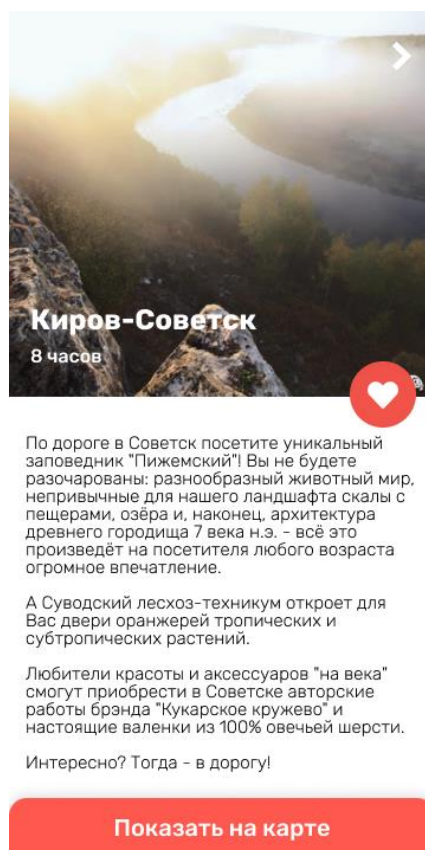 Киров-Советск
8 часов
По дороге в Советск посетите уникальный
заповедник "Пижемский"! Вы не будете
разочарованы: разнообразный животный мир,
непривычные для нашего ландшафта скалы с
пещерами, озёра и, наконец, архитектура
древнего городища 7 века н.э. - всё это
произведёт на посетителя любого возраста
огромное впечатление.
А Суводский лесхоз-техникум откроет для
Вас двери оранжерей тропических и
субтропических растений.
Любители красоты и аксессуаров "на века"
смогут приобрести в Советске авторские
работы брэнда "Кукарское кружево" и
настоящие валенки из 100% овечьей шерсти.
Интересно? Тогда - в дорогу!
Показать на карте